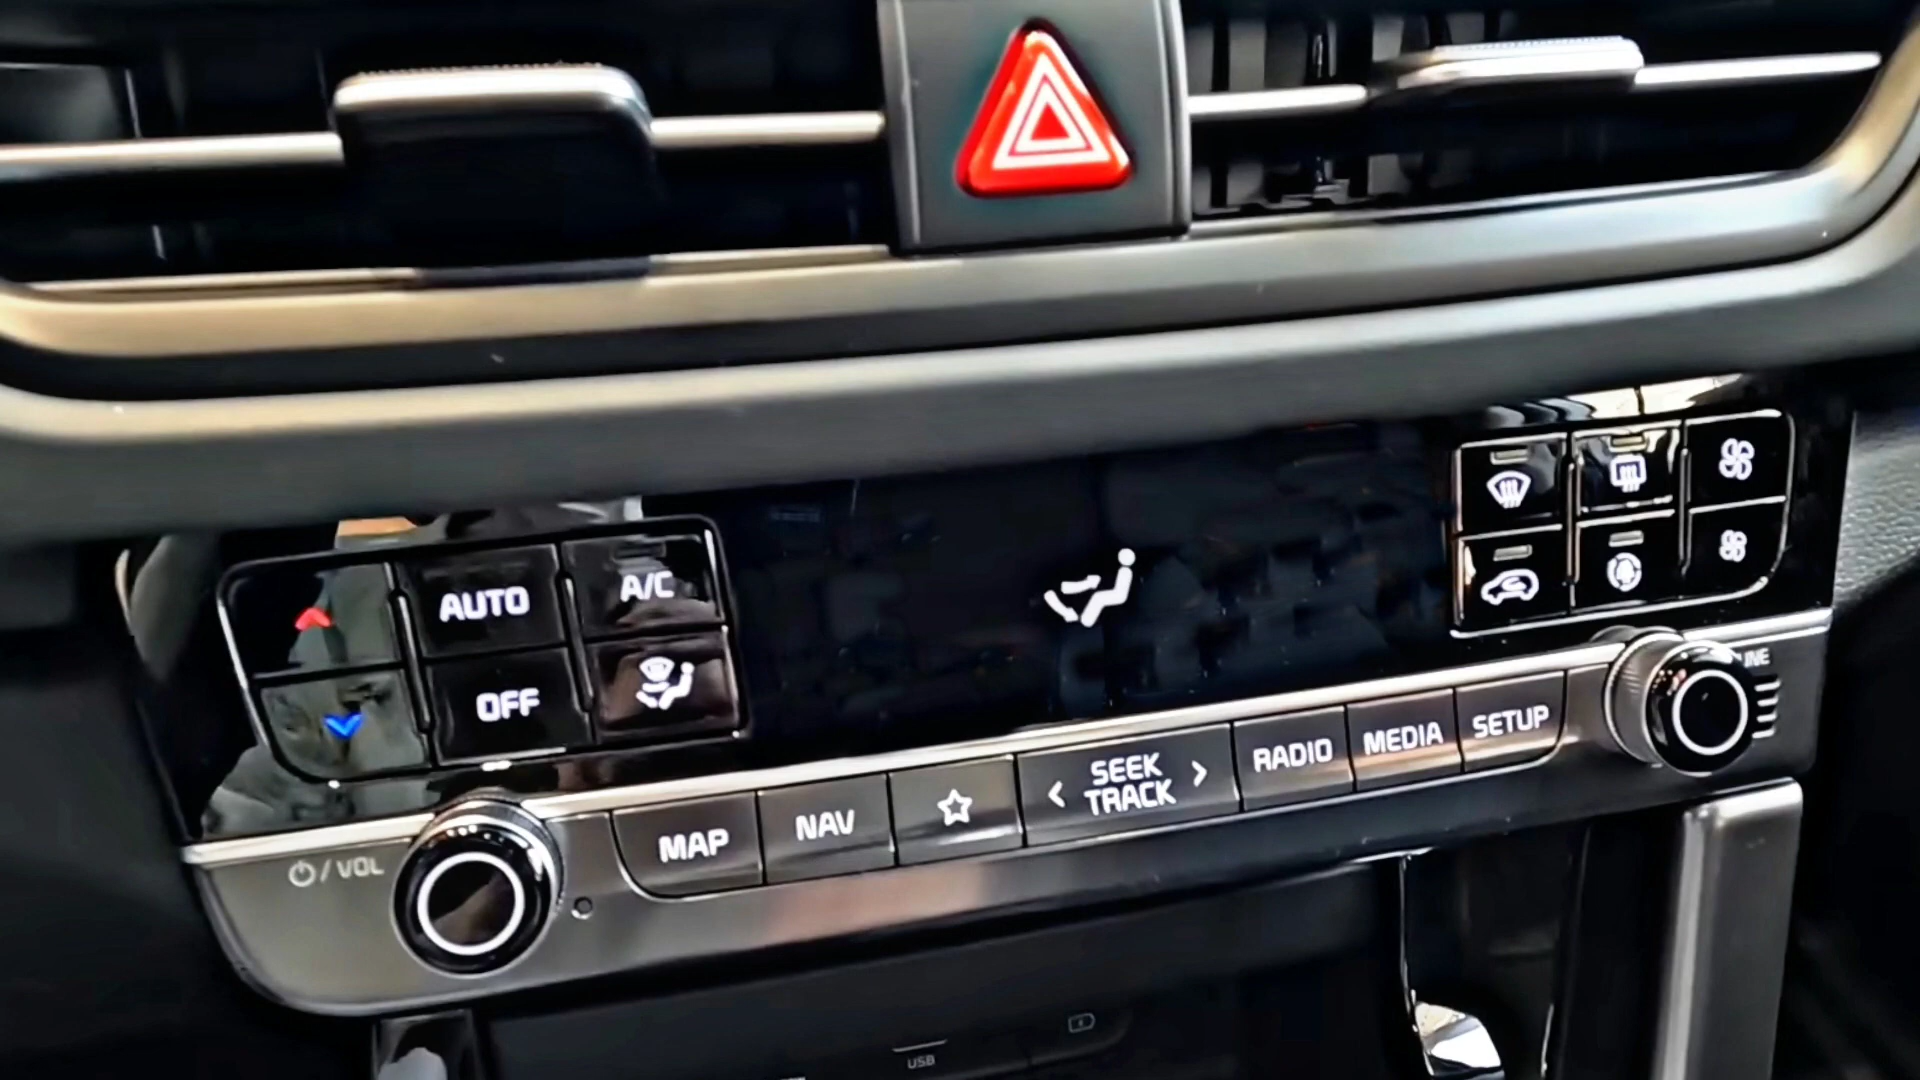 AUTO
A/C
OFF
/ VOL
MAP
NAV
SEEK
TRACK
RADIO
MEDIA
SETUP
USB